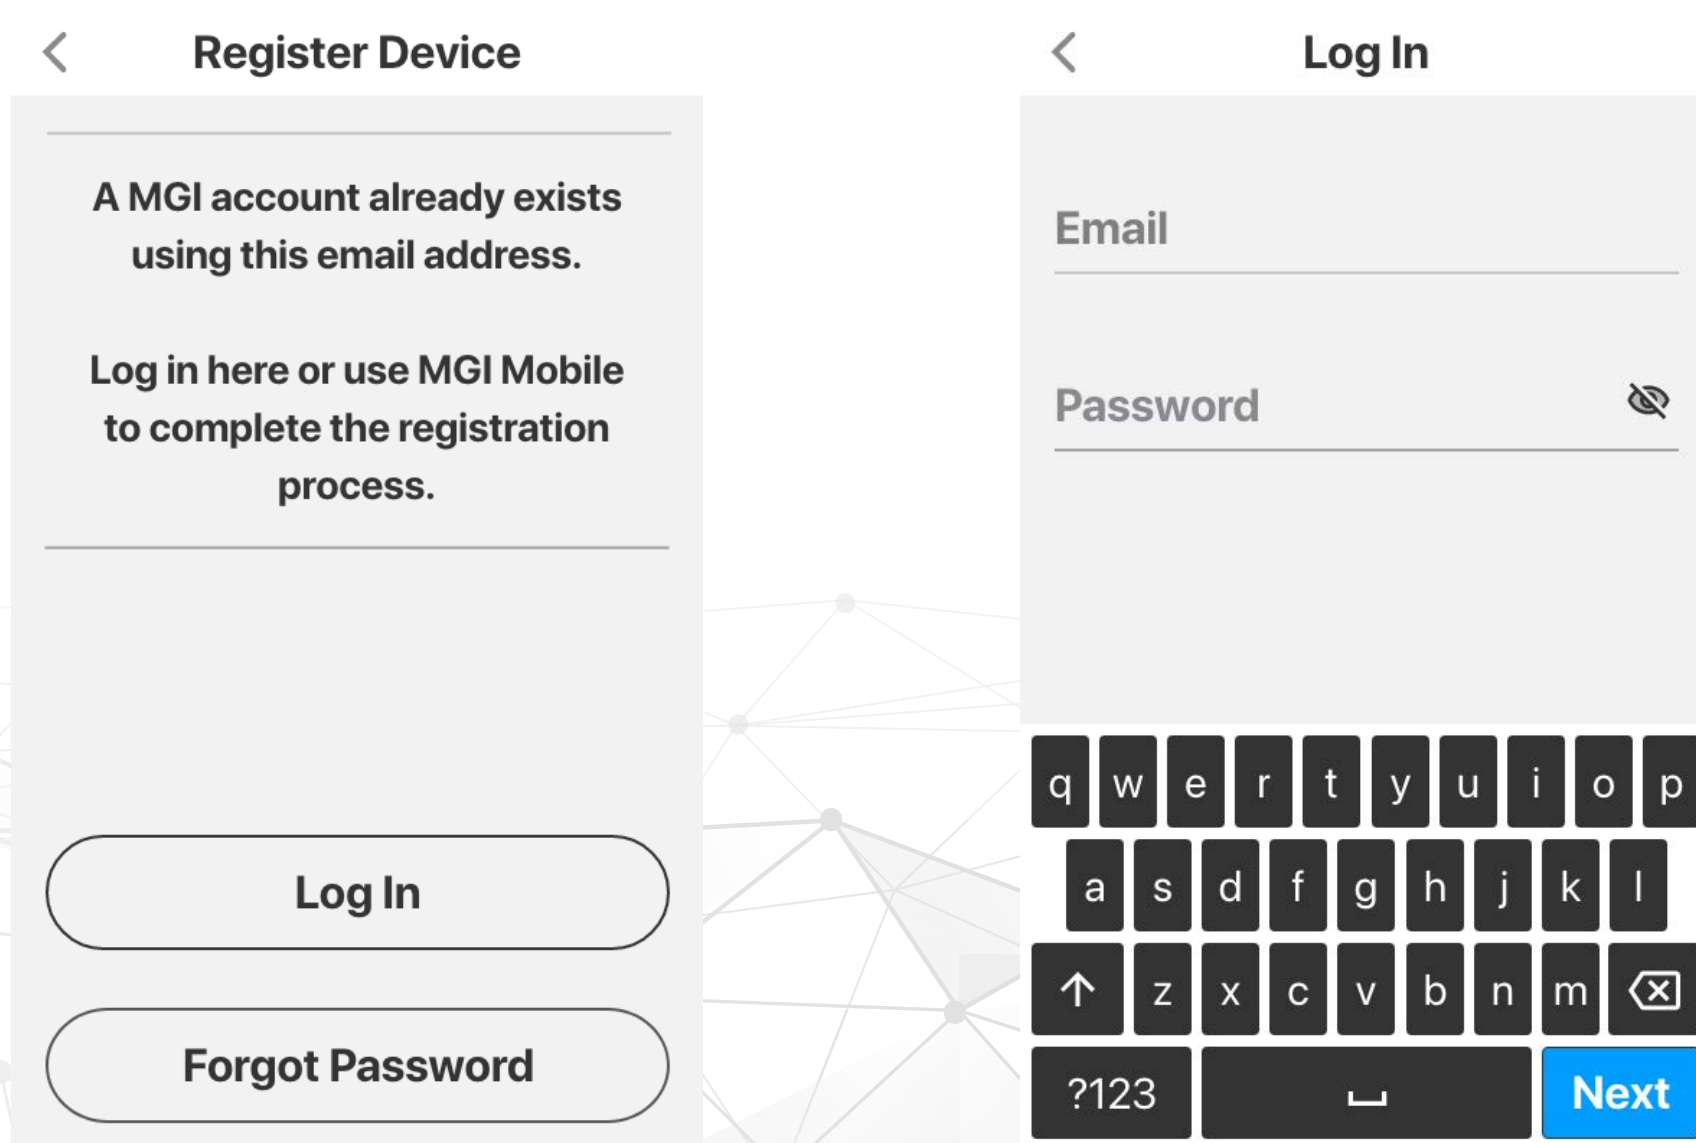 Register Device
A MGI account already exists
using this email address.
Log in here or use MGI Mobile
to complete the registration
process.
Log In
Forgot Password
Log In
Email
Password
q w e r t y u i o p
a s d f g h j k l
z x c v b n m
?123 Next